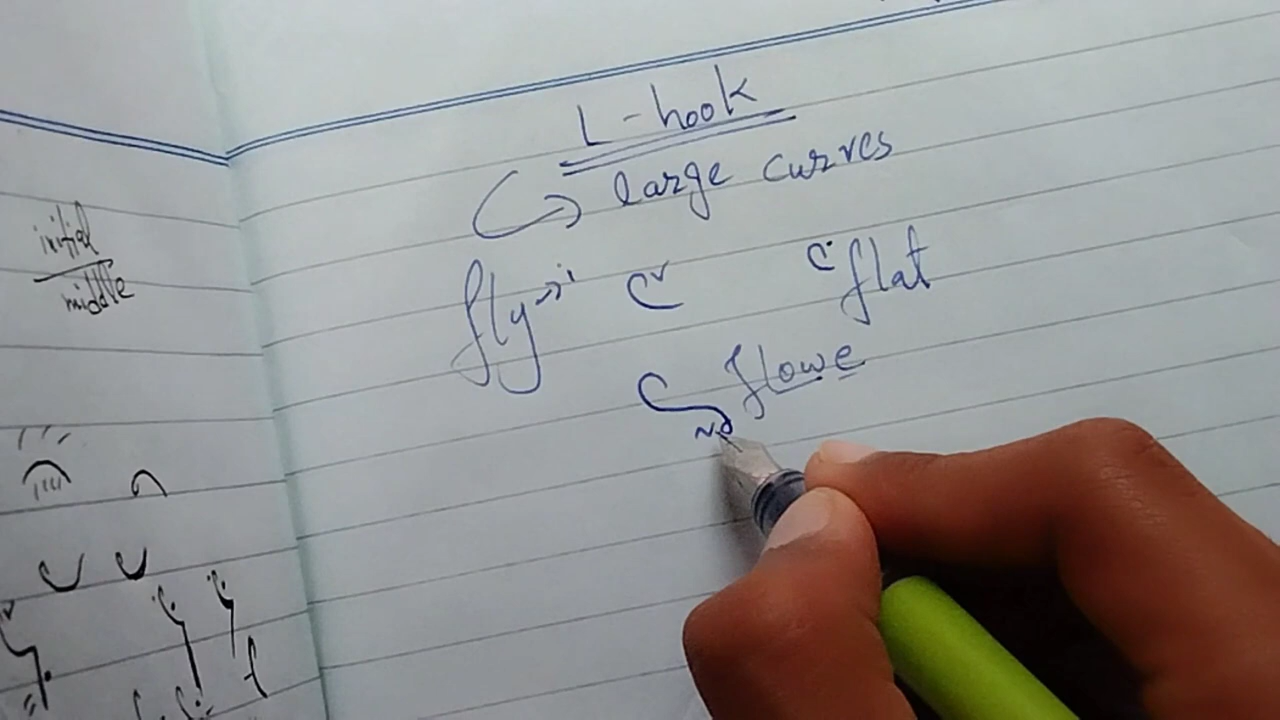 initial
middle
L-hook
large curves
fly → i
flat
flowe